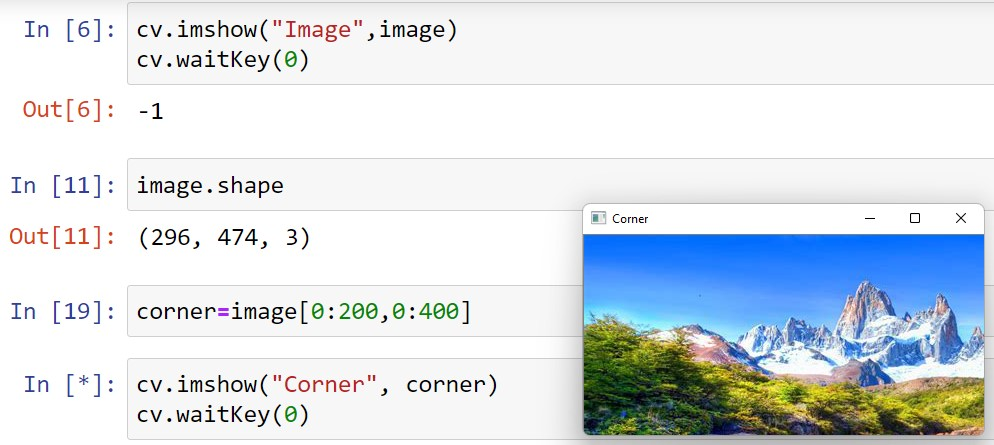 In [6]: cv.imshow("Image",image)
cv.waitKey(0)
Out[6]: -1
In [11]: image.shape
Out[11]: (296, 474, 3)
In [19]: corner=image[0:200,0:400]
In [*]: cv.imshow("Corner", corner)
cv.waitKey(0)
Corner